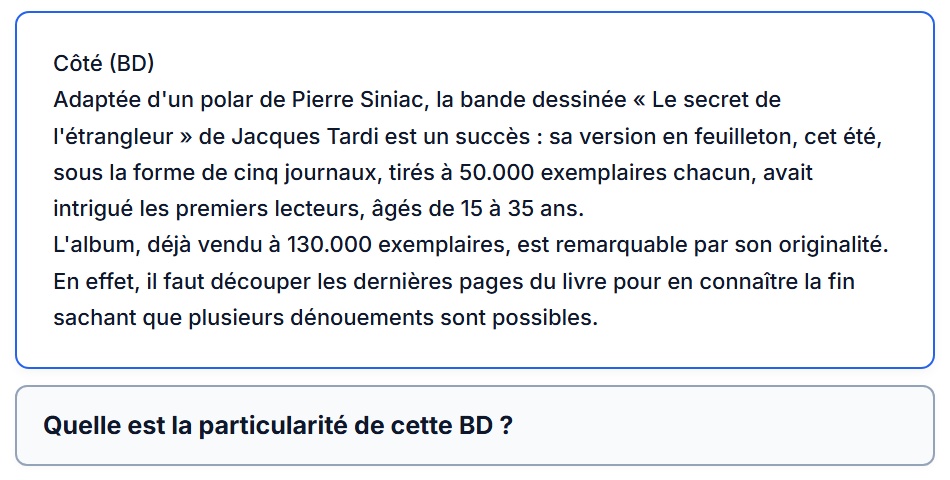 Côté (BD)
Adaptée d'un polar de Pierre Siniac, la bande dessinée « Le secret de
l'étrangleur » de Jacques Tardi est un succès : sa version en feuilleton, cet été,
sous la forme de cinq journaux, tirés à 50.000 exemplaires chacun, avait
intrigué les premiers lecteurs, âgés de 15 à 35 ans.
L'album, déjà vendu à 130.000 exemplaires, est remarquable par son originalité.
En effet, il faut découper les dernières pages du livre pour en connaître la fin
sachant que plusieurs dénouements sont possibles.
Quelle est la particularité de cette BD ?